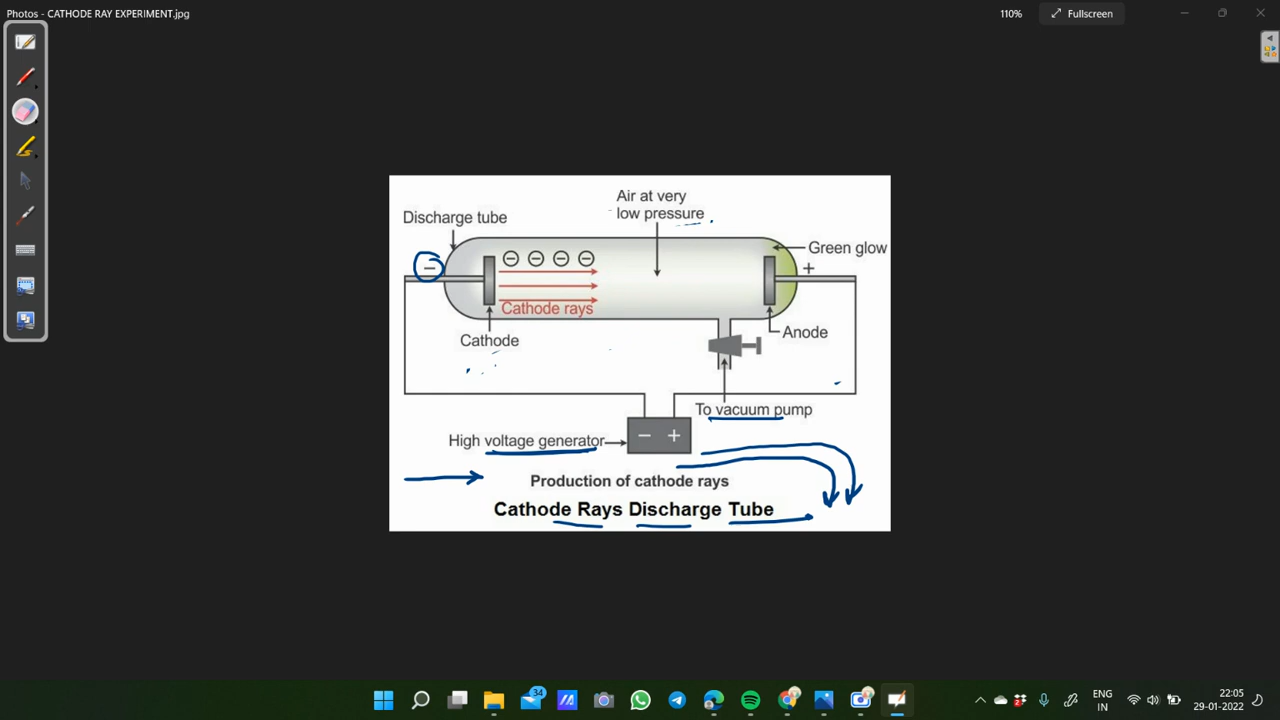 Photos - CATHODE RAY EXPERIMENT.jpg
110%
Fullscreen
Air at very
low pressure
Discharge tube
Green glow
−
+
Cathode rays
Cathode
Anode
To vacuum pump
High voltage generator
− +
Production of cathode rays
Cathode Rays Discharge Tube
34
ENG
IN
22:05
29-01-2022